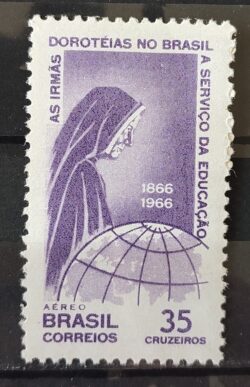 AS IRMÃS
DOROTÉIAS NO BRASIL
A SERVIÇO DA EDUCAÇÃO
1866
1966
AÉREO
BRASIL
CORREIOS
35
CRUZEIROS